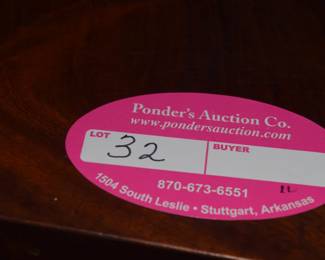 Ponder's Auction Co.
www.pondersauction.com
LOT 32 BUYER
870-673-6551
1504 South Leslie • Stuttgart, Arkansas